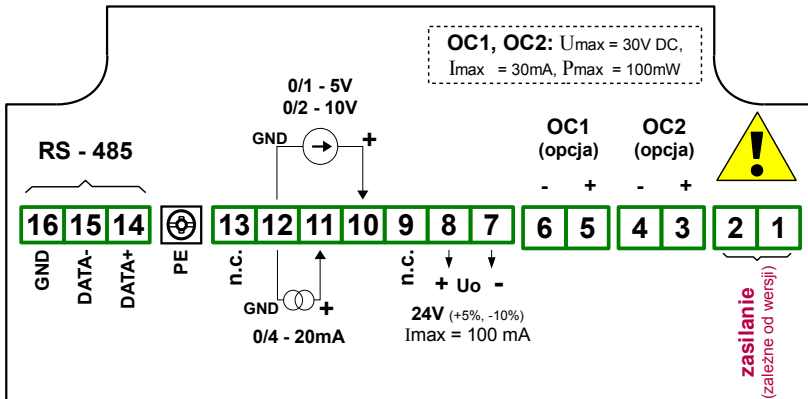 OC1, OC2: Umax = 30V DC,
Imax = 30mA, Pmax = 100mW
0/1 - 5V
0/2 - 10V
GND +
RS - 485
OC1
(opcja)
- +
OC2
(opcja)
- +
16 15 14 13 12 11 10 9 8 7 6 5 4 3 2 1
GND
DATA-
DATA+
PE
n.c.
GND +
0/4 - 20mA
n.c.
+ Uo -
24V (+5%, -10%)
Imax = 100 mA
zasilanie
(zależne od wersji)